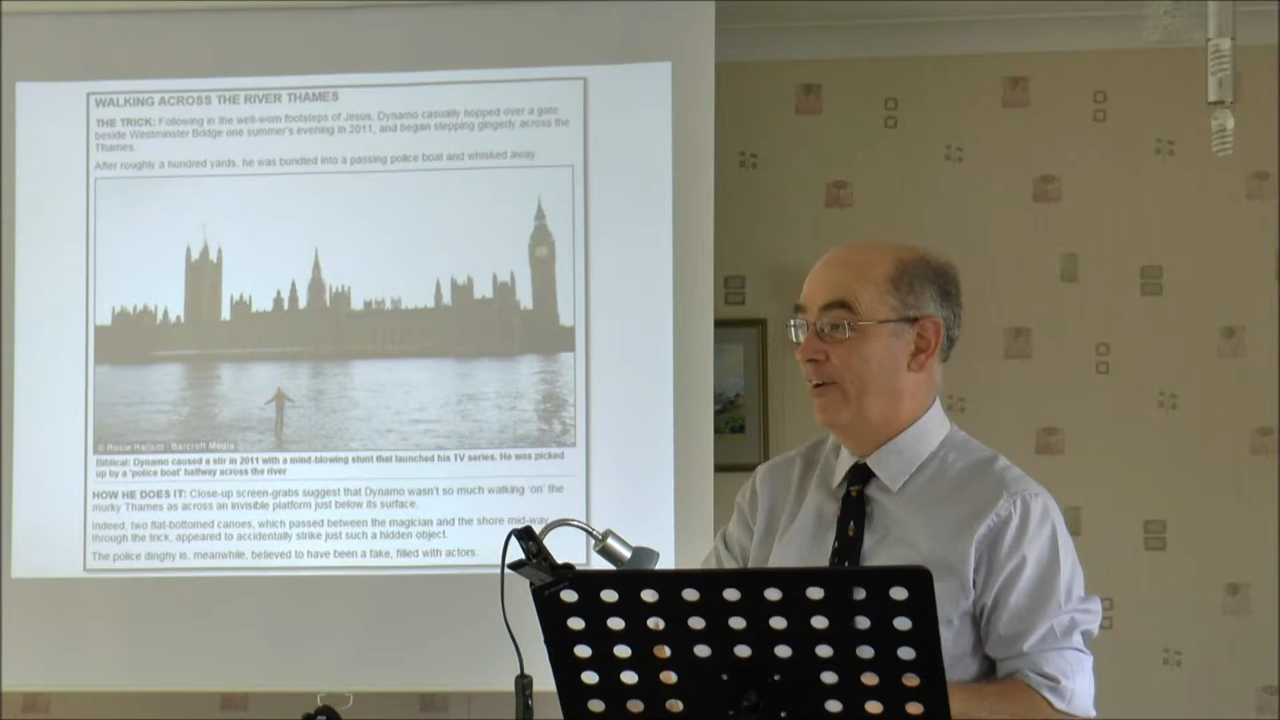 WALKING ACROSS THE RIVER THAMES
THE TRICK: Following in the well-worn footsteps of Jesus, Dynamo casually hopped over a gate
beside Westminster Bridge one summer's evening in 2011, and began stepping gingerly across the
Thames.
After roughly a hundred yards, he was bundled into a passing police boat and whisked away.
© Rosie Hallam / Barcroft Media
Biblical: Dynamo caused a stir in 2011 with a mind-blowing stunt that launched his TV series. He was picked
up by a 'police boat' halfway across the river
HOW HE DOES IT: Close-up screen-grabs suggest that Dynamo wasn't so much walking 'on' the
murky Thames as across an invisible platform just below its surface.
Indeed, two flat-bottomed canoes, which passed between the magician and the shore mid-way
through the trick, appeared to accidentally strike just such a hidden object.
The police dinghy is, meanwhile, believed to have been a fake, filled with actors.